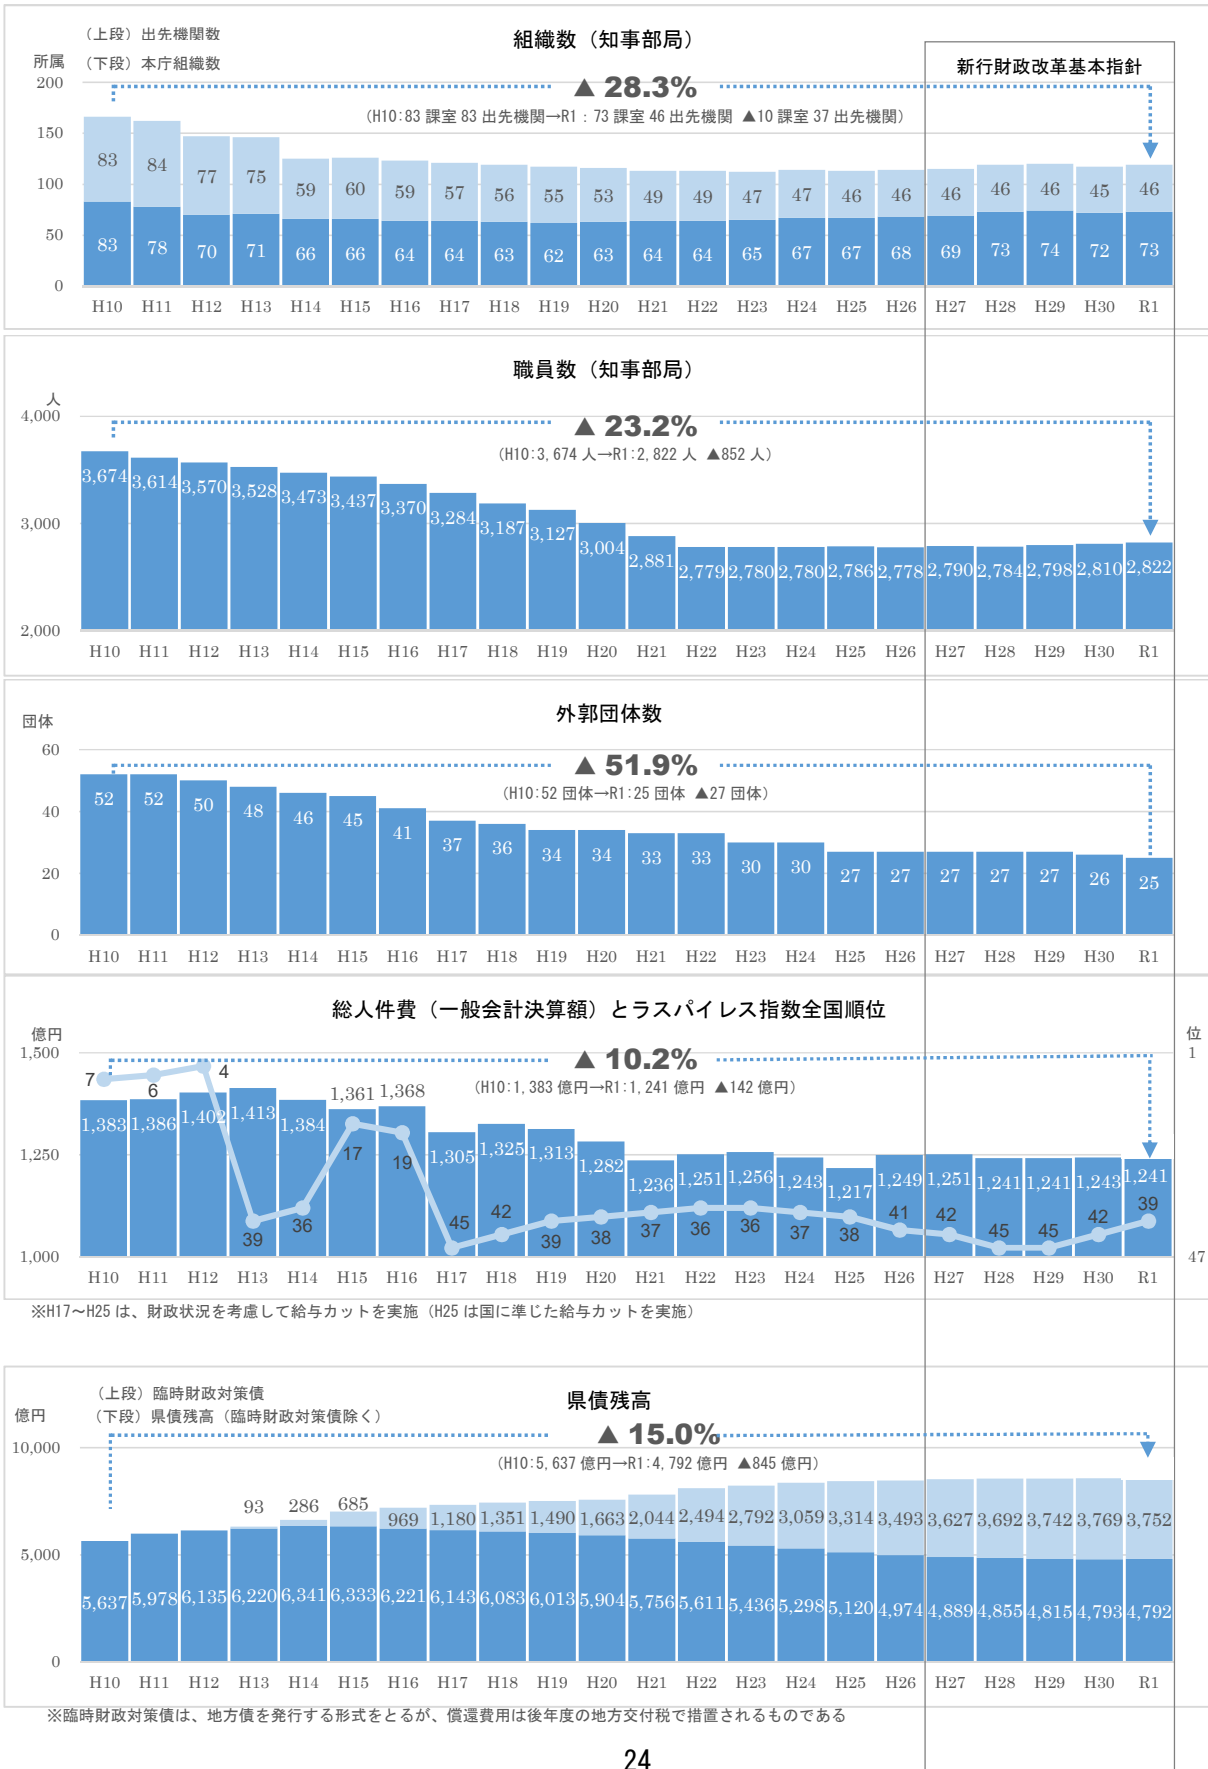 (上段) 出先機関数
組織数 (知事部局)
所属 (下段) 本庁組織数
新行財政改革基本指針
▲ 28.3%
(H10:83 課室 83 出先機関→R1:73 課室 46 出先機関 ▲10 課室 37 出先機関)
200
150
100
50
0
83 84 77 75 59 60 59 57 56 55 53 49 49 47 47 46 46 46 46 46 45 46
83 78 70 71 66 66 64 64 63 62 63 64 64 65 67 67 68 69 73 74 72 73
H10 H11 H12 H13 H14 H15 H16 H17 H18 H19 H20 H21 H22 H23 H24 H25 H26 H27 H28 H29 H30 R1
職員数 (知事部局)
人
▲ 23.2%
(H10:3,674 人→R1:2,822 人 ▲852 人)
4,000
3,000
2,000
3,674 3,614 3,570 3,528 3,473 3,437 3,370 3,284 3,187 3,127 3,004 2,881 2,779 2,780 2,780 2,786 2,778 2,790 2,784 2,798 2,810 2,822
H10 H11 H12 H13 H14 H15 H16 H17 H18 H19 H20 H21 H22 H23 H24 H25 H26 H27 H28 H29 H30 R1
外郭団体数
団体
▲ 51.9%
(H10:52 団体→R1:25 団体 ▲27 団体)
60
40
20
0
52 52 50 48 46 45 41 37 36 34 34 33 33 30 30 27 27 27 27 27 26 25
H10 H11 H12 H13 H14 H15 H16 H17 H18 H19 H20 H21 H22 H23 H24 H25 H26 H27 H28 H29 H30 R1
総人件費 (一般会計決算額) とラスパイレス指数全国順位
億円
位
▲ 10.2%
(H10:1,383 億円→R1:1,241 億円 ▲142 億円)
1,500
1,250
1,000
1
47
7 6 4 39 36 17 19 45 42 39 38 37 36 36 37 38 41 42 45 45 42 39
1,383 1,386 1,402 1,413 1,384 1,361 1,368 1,305 1,325 1,313 1,282 1,236 1,251 1,256 1,243 1,217 1,249 1,251 1,241 1,241 1,243 1,241
H10 H11 H12 H13 H14 H15 H16 H17 H18 H19 H20 H21 H22 H23 H24 H25 H26 H27 H28 H29 H30 R1
※H17～H25 は、財政状況を考慮して給与カットを実施 (H25 は国に準じた給与カットを実施)
(上段) 臨時財政対策債
県債残高
億円 (下段) 県債残高 (臨時財政対策債除く)
▲ 15.0%
(H10:5,637 億円→R1:4,792 億円 ▲845 億円)
10,000
5,000
0
93 286 685 969 1,180 1,351 1,490 1,663 2,044 2,494 2,792 3,059 3,314 3,493 3,627 3,692 3,742 3,769 3,752
5,637 5,978 6,135 6,220 6,341 6,333 6,221 6,143 6,083 6,013 5,904 5,756 5,611 5,436 5,298 5,120 4,974 4,889 4,855 4,815 4,793 4,792
H10 H11 H12 H13 H14 H15 H16 H17 H18 H19 H20 H21 H22 H23 H24 H25 H26 H27 H28 H29 H30 R1
※臨時財政対策債は、地方債を発行する形式をとるが、償還費用は後年度の地方交付税で措置されるものである
24